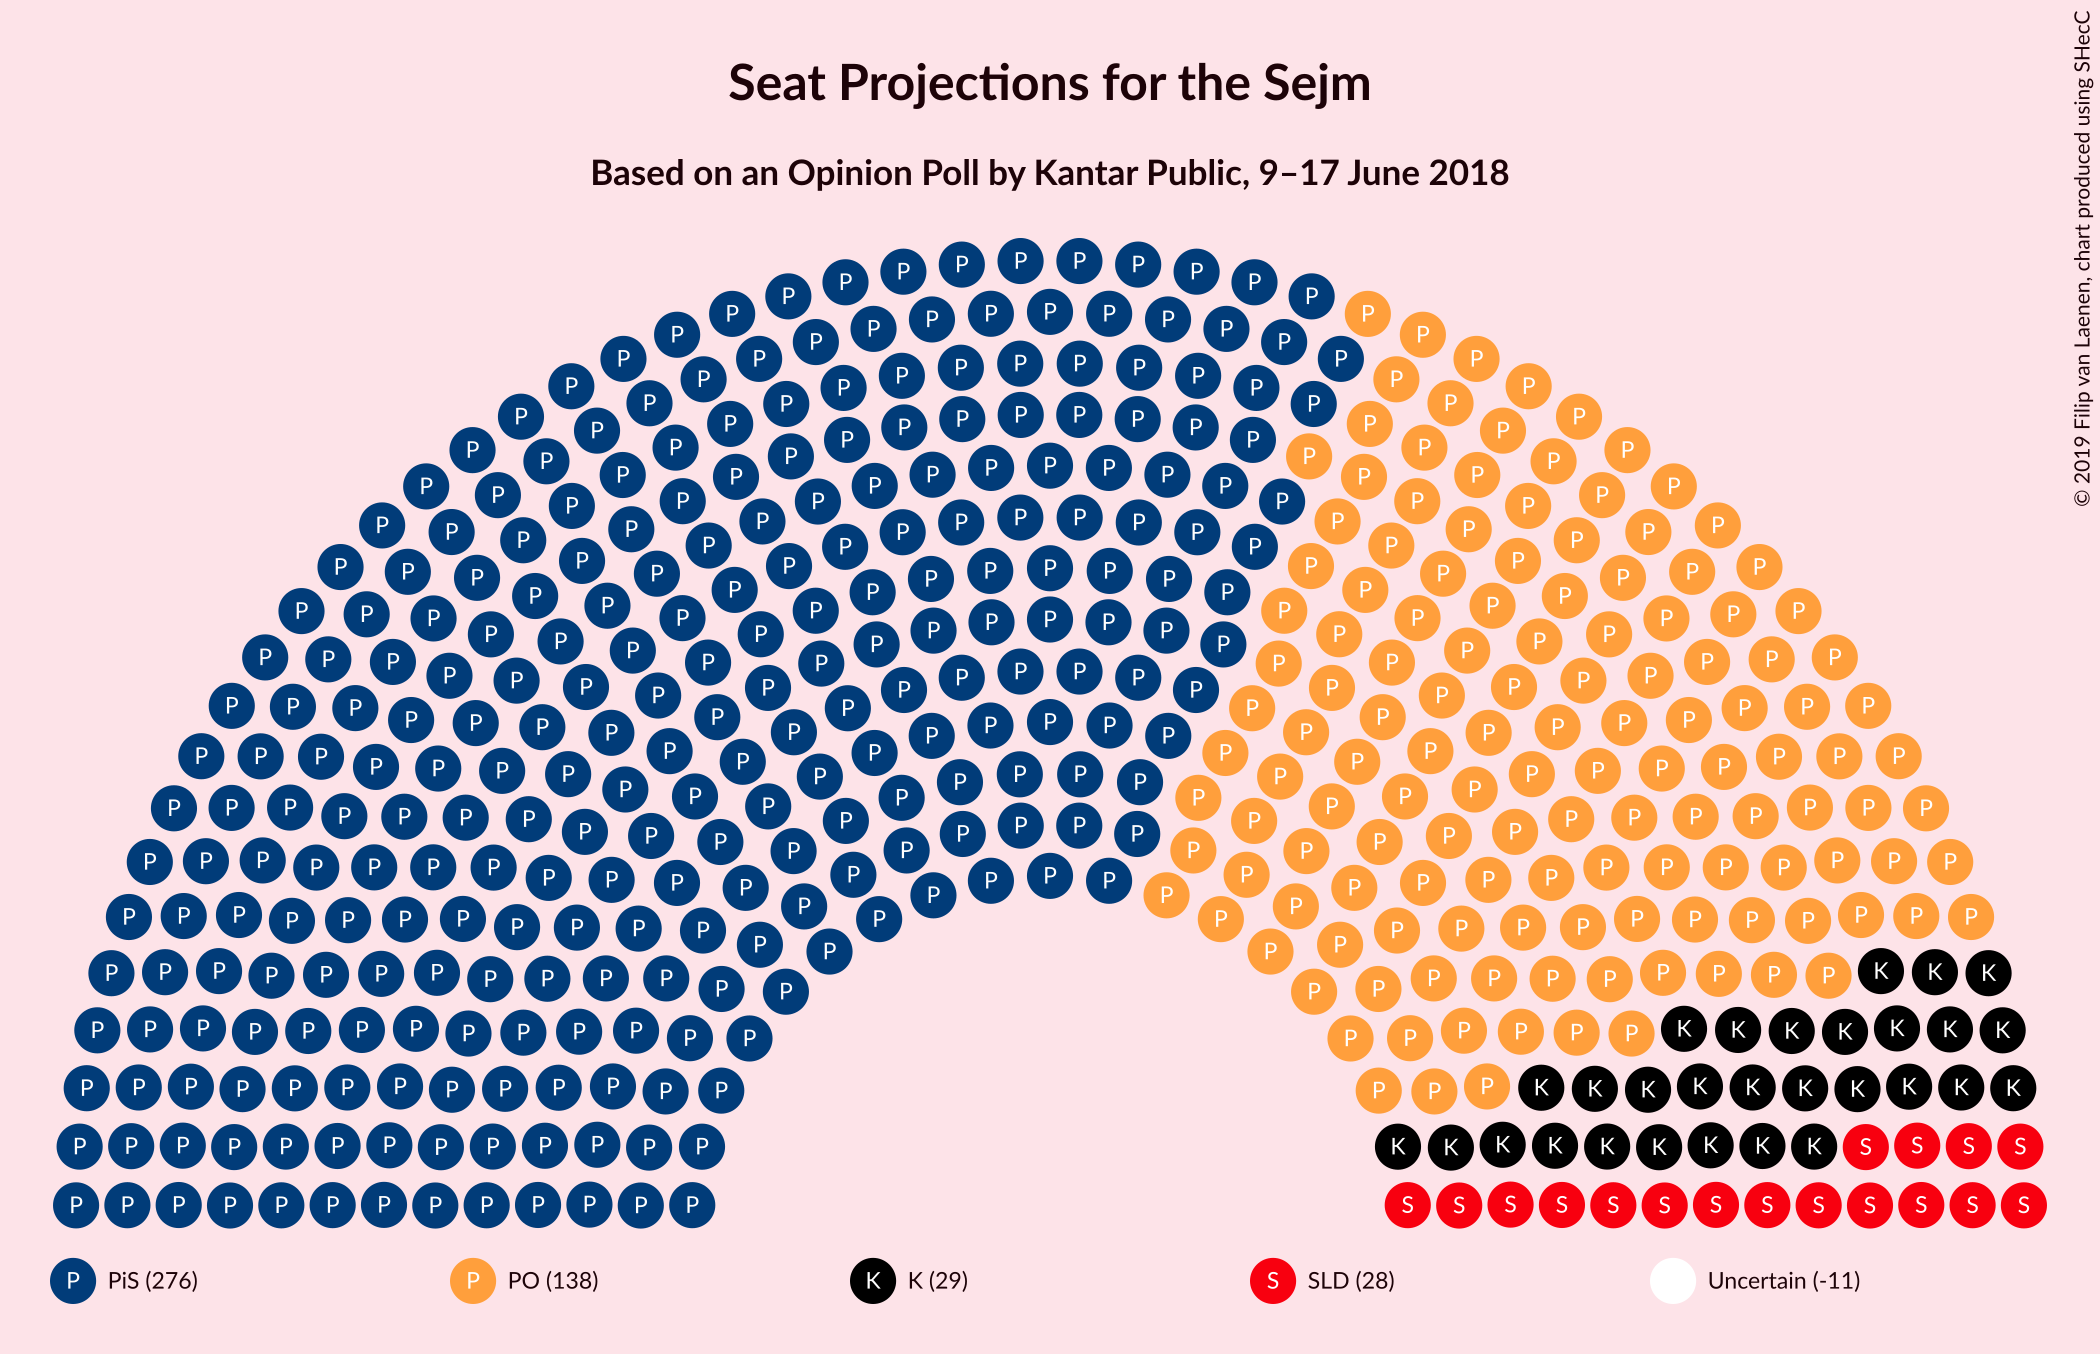 Seat Projections for the Sejm
Based on an Opinion Poll by Kantar Public, 9–17 June 2018
© 2019 Filip van Laenen, chart produced using SHecC
P PiS (276)
P PO (138)
K K (29)
S SLD (28)
Uncertain (-11)